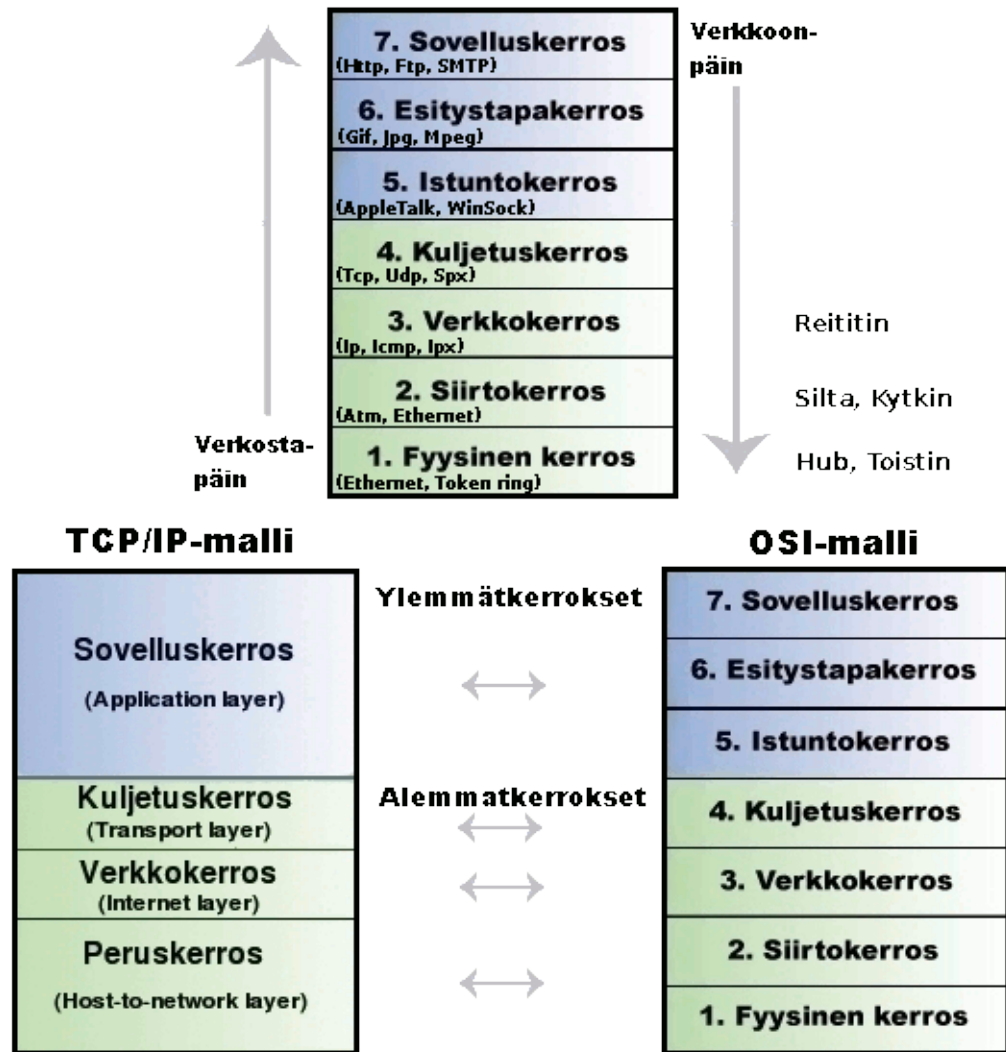 7. Sovelluskerros
(Http, Ftp, SMTP)
6. Esitystapakerros
(Gif, Jpg, Mpeg)
5. Istuntokerros
(AppleTalk, WinSock)
4. Kuljetuskerros
(Tcp, Udp, Spx)
3. Verkkokerros
(Ip, Icmp, Ipx)
2. Siirtokerros
(Atm, Ethernet)
1. Fyysinen kerros
(Ethernet, Token ring)
Verkosta-
päin
Verkkoon-
päin
Reititin
Silta, Kytkin
Hub, Toistin
TCP/IP-malli
Sovelluskerros
(Application layer)
Kuljetuskerros
(Transport layer)
Verkkokerros
(Internet layer)
Peruskerros
(Host-to-network layer)
Ylemmätkerrokset
Alemmatkerrokset
OSI-malli
7. Sovelluskerros
6. Esitystapakerros
5. Istuntokerros
4. Kuljetuskerros
3. Verkkokerros
2. Siirtokerros
1. Fyysinen kerros